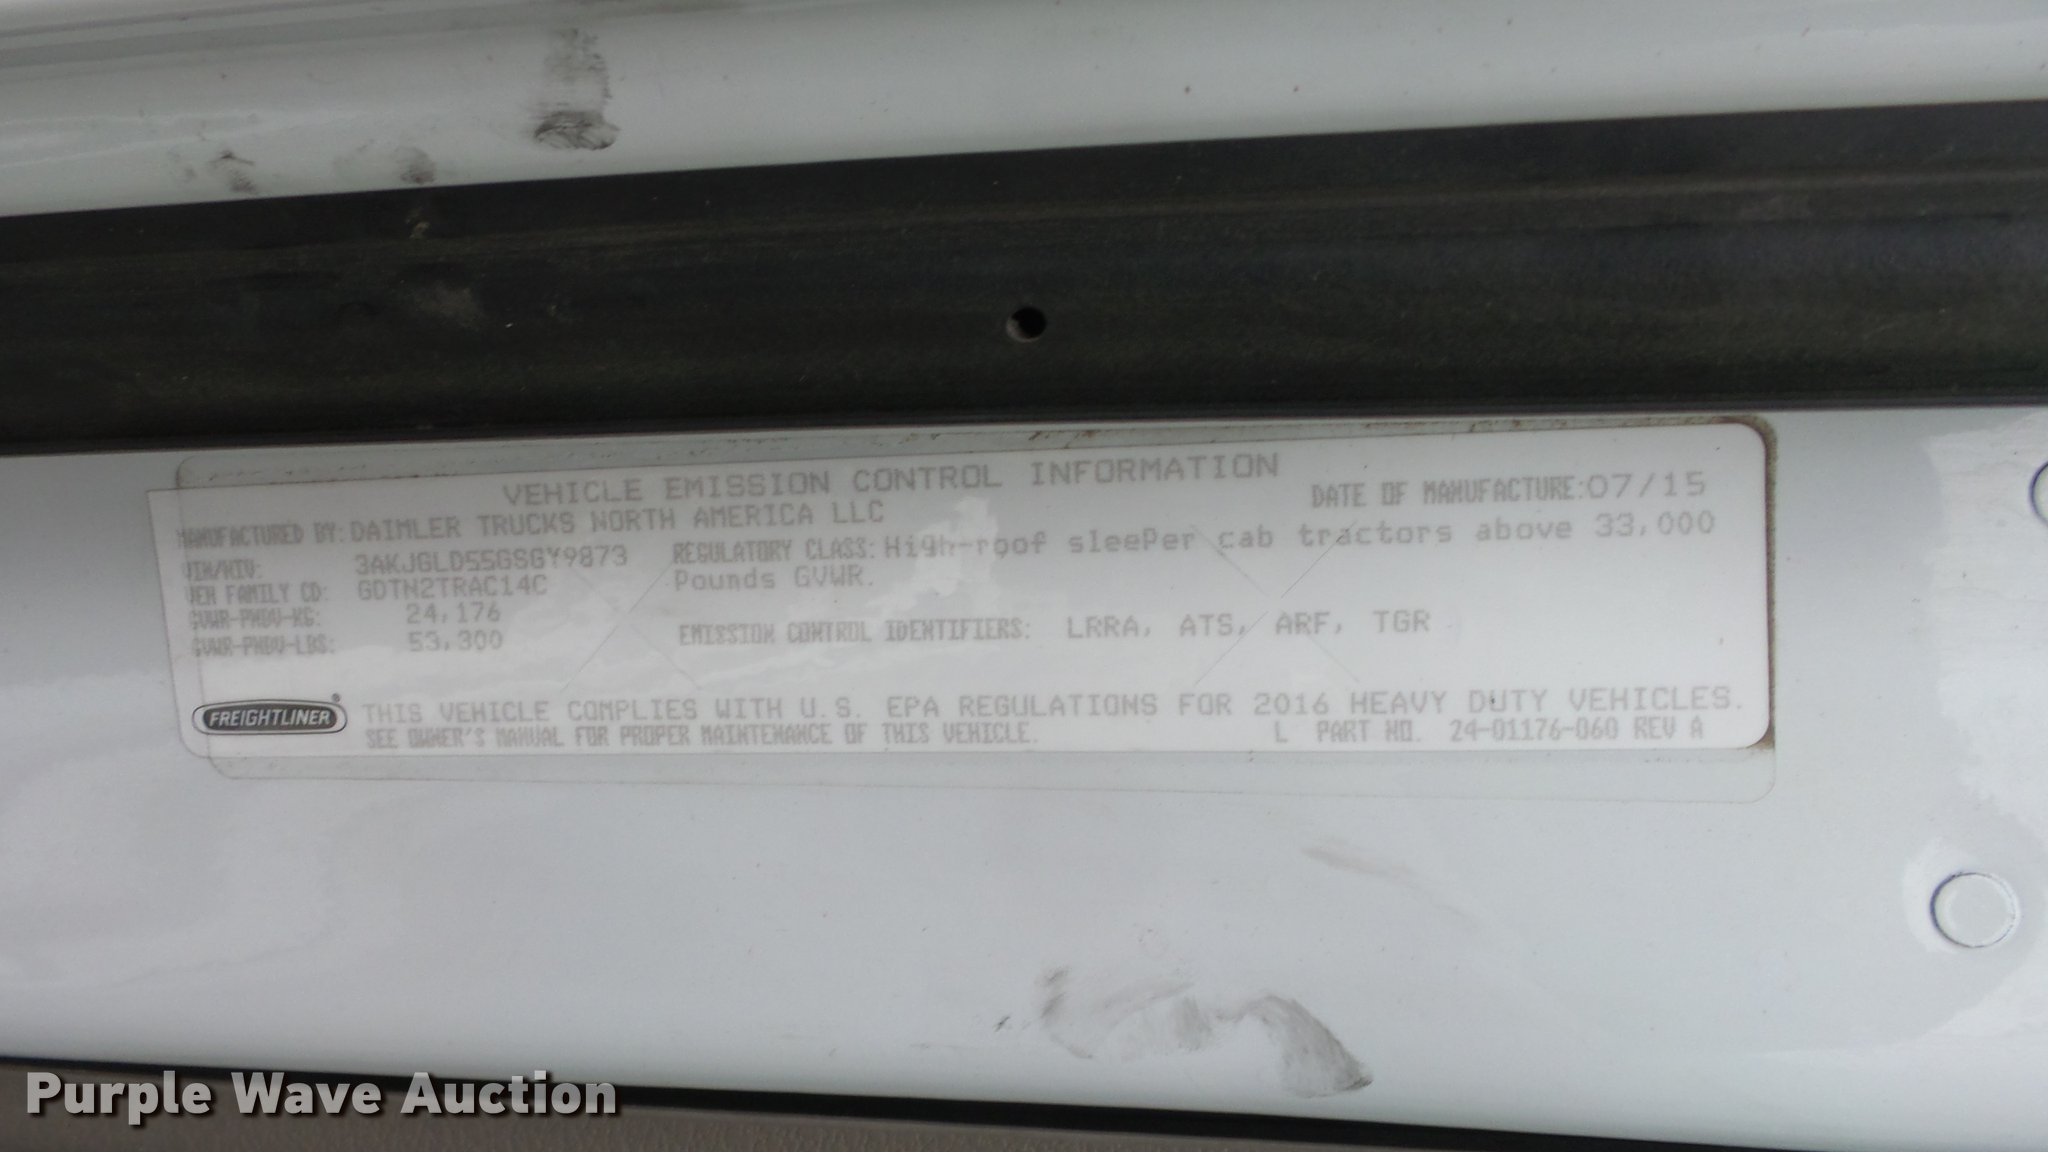 VEHICLE EMISSION CONTROL INFORMATION
MANUFACTURED BY: DAIMLER TRUCKS NORTH AMERICA LLC
DATE OF MANUFACTURE: 07/15
VIN/NIV: 3AKJGLD55GSGY9873
REGULATORY CLASS: High-roof sleePer cab tractors above 33,000
Pounds GVWR.
VEH FAMILY CD: GDTN2TRAC14C
GVWR-PNBV-KG: 24,176
GVWR-PNBV-LBS: 53,300
EMISSION CONTROL IDENTIFIERS: LRRA, ATS, ARF, TGR
FREIGHTLINER®
THIS VEHICLE COMPLIES WITH U.S. EPA REGULATIONS FOR 2016 HEAVY DUTY VEHICLES.
SEE OWNER'S MANUAL FOR PROPER MAINTENANCE OF THIS VEHICLE.
L PART NO. 24-01176-060 REV A
Purple Wave Auction